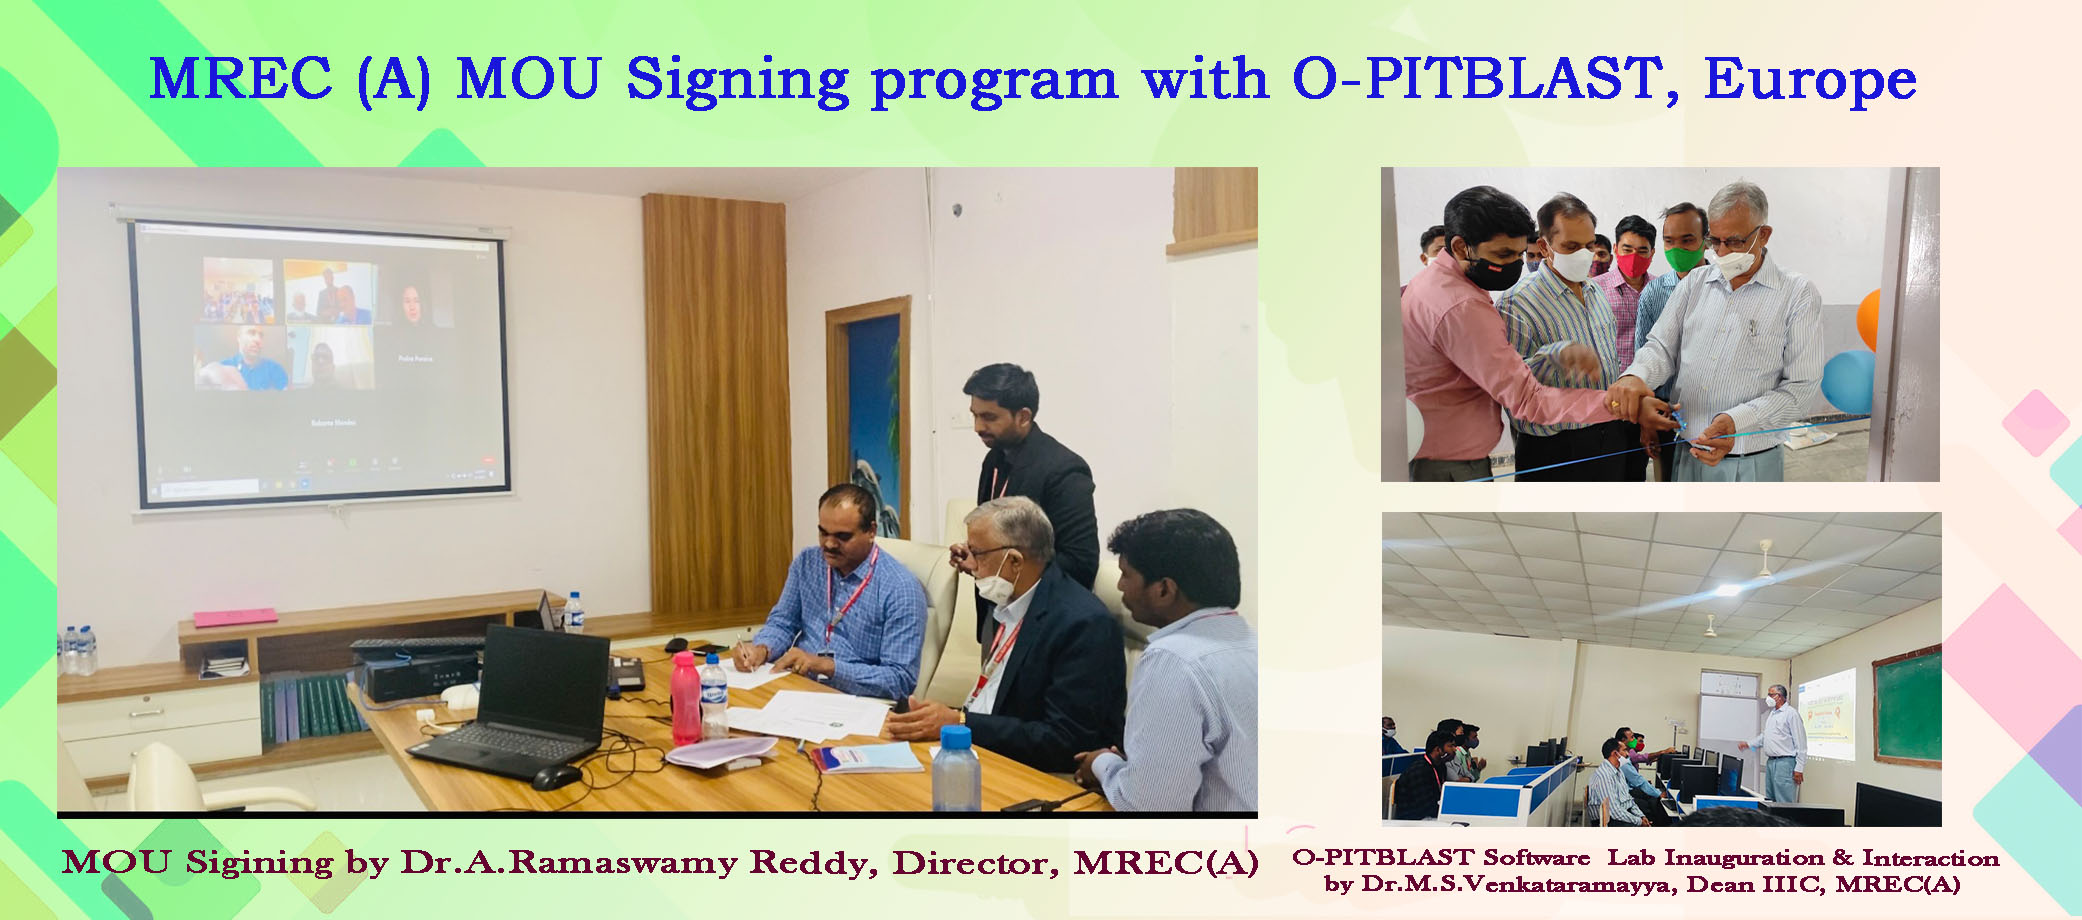 MREC (A) MOU Signing program with O-PITBLAST, Europe
MOU Sigining by Dr.A.Ramaswamy Reddy, Director, MREC(A)
O-PITBLAST Software Lab Inauguration & Interaction
by Dr.M.S.Venkataramayya, Dean IIIC, MREC(A)